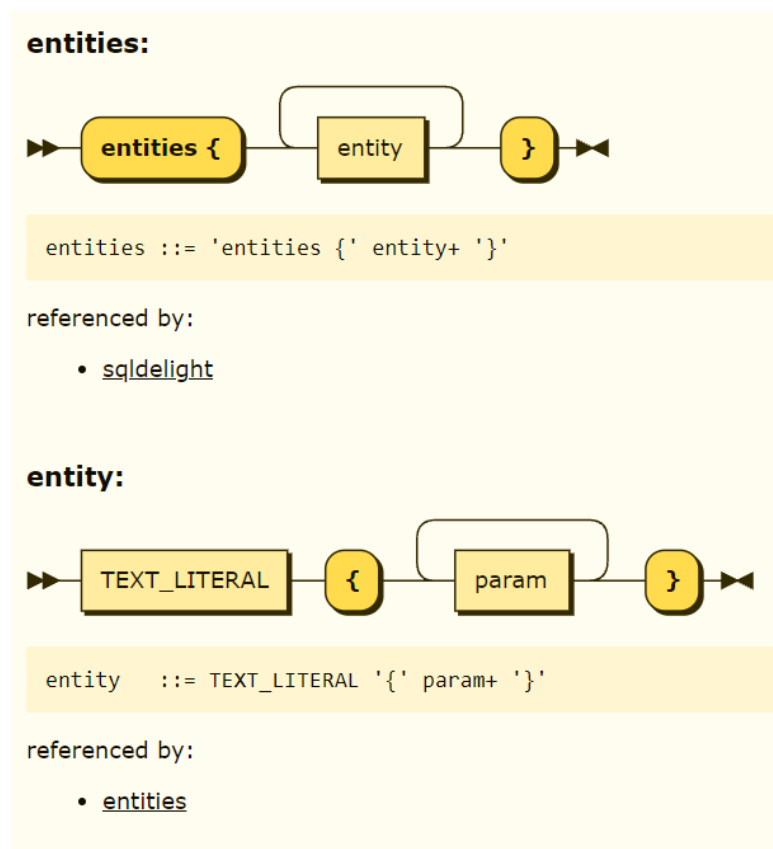 entities:
entities { entity }
entities ::= 'entities {' entity+ '}'
referenced by:
• sqldelight
entity:
TEXT_LITERAL { param }
entity   ::= TEXT_LITERAL '{' param+ '}'
referenced by:
• entities